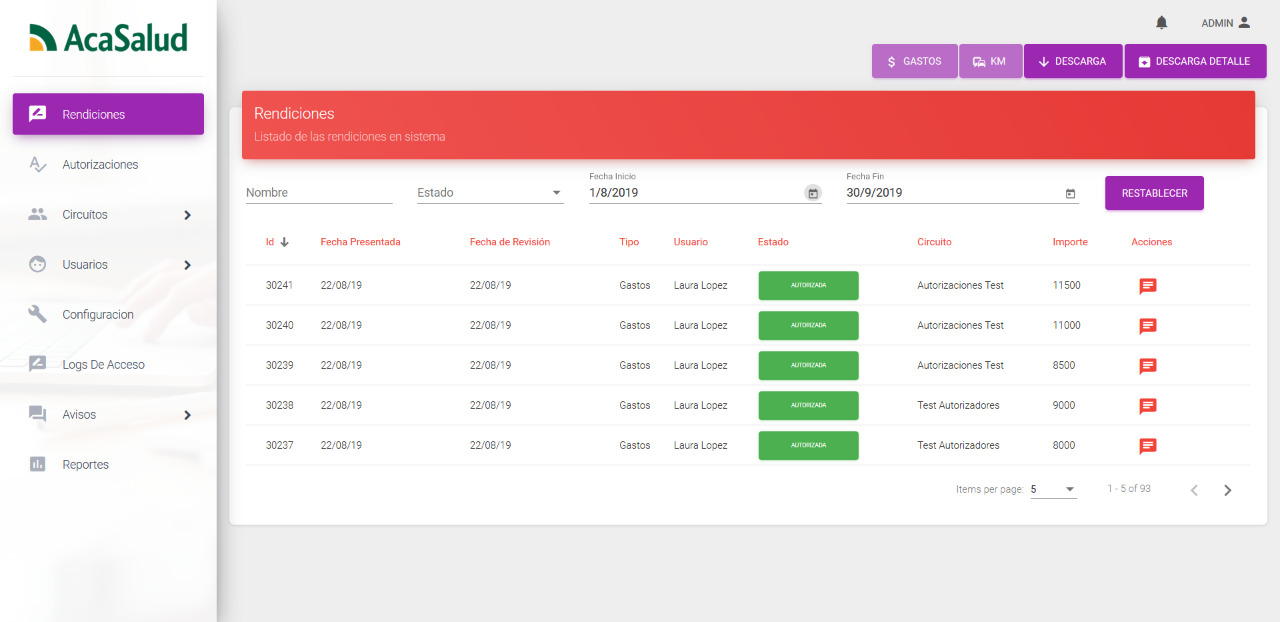 AcaSalud
ADMIN
GASTOS KM DESCARGA DESCARGA DETALLE
Rendiciones
Autorizaciones
Circuitos
Usuarios
Configuracion
Logs De Acceso
Avisos
Reportes
Rendiciones
Listado de las rendiciones en sistema
Fecha Inicio Fecha Fin
Nombre Estado 1/8/2019 30/9/2019 RESTABLECER
Id Fecha Presentada Fecha de Revisión Tipo Usuario Estado Circuito Importe Acciones
30241 22/08/19 22/08/19 Gastos Laura Lopez AUTORIZADA Autorizaciones Test 11500
30240 22/08/19 22/08/19 Gastos Laura Lopez AUTORIZADA Autorizaciones Test 11000
30239 22/08/19 22/08/19 Gastos Laura Lopez AUTORIZADA Autorizaciones Test 8500
30238 22/08/19 22/08/19 Gastos Laura Lopez AUTORIZADA Test Autorizadores 9000
30237 22/08/19 22/08/19 Gastos Laura Lopez AUTORIZADA Test Autorizadores 8000
Items per page: 5 1 - 5 of 93